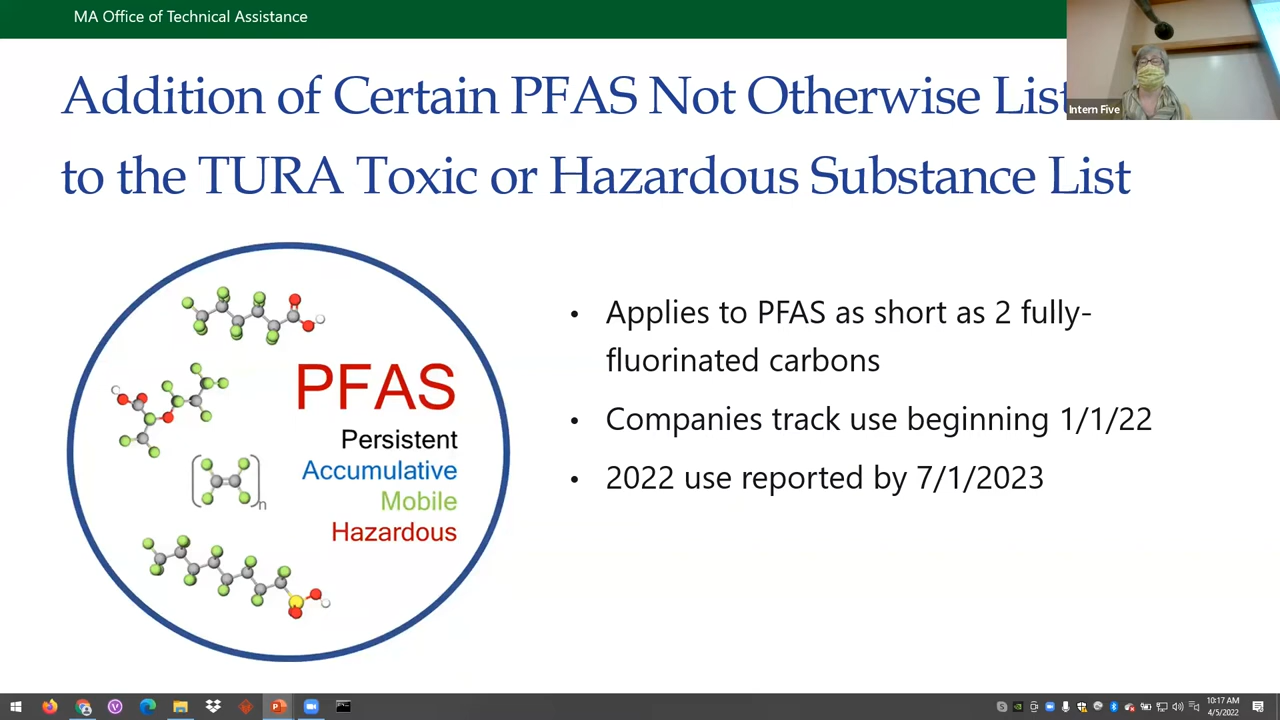 MA Office of Technical Assistance
Addition of Certain PFAS Not Otherwise List
to the TURA Toxic or Hazardous Substance List
Intern Five
PFAS
Persistent
Accumulative
Mobile
Hazardous
n
• Applies to PFAS as short as 2 fully-
fluorinated carbons
• Companies track use beginning 1/1/22
• 2022 use reported by 7/1/2023
10:17 AM
4/5/2022